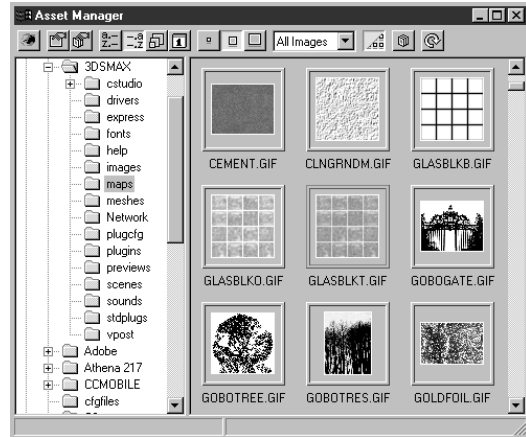 Asset Manager
All Images
3DSMAX
cstudio
drivers
express
fonts
help
images
maps
meshes
Network
plugcfg
plugins
previews
scenes
sounds
stdplugs
vpost
Adobe
Athena 217
CCMOBILE
cfgfiles
CEMENT.GIF CLNGRNDM.GIF GLASBLKB.GIF
GLASBLKO.GIF GLASBLKT.GIF GOBOGATE.GIF
GOBOTREE.GIF GOBOTRES.GIF GOLDFOIL.GIF